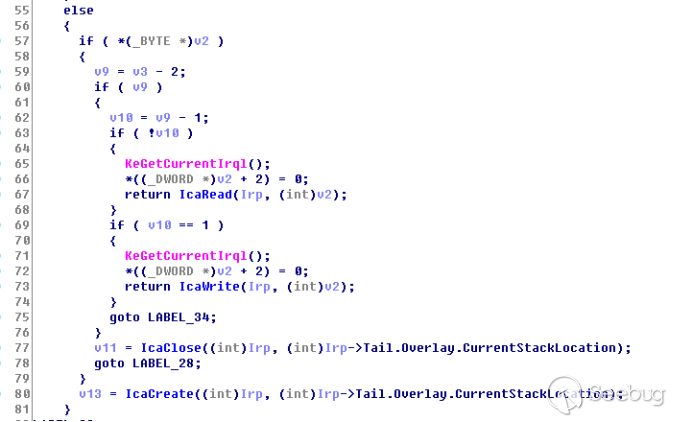 55 else
56 {
57 if ( *(_BYTE *)v2 )
58 {
59 v9 = v3 - 2;
60 if ( v9 )
61 {
62 v10 = v9 - 1;
63 if ( !v10 )
64 {
65 KeGetCurrentIrql();
66 *((_DWORD *)v2 + 2) = 0;
67 return IcaRead(Irp, (int)v2);
68 }
69 if ( v10 == 1 )
70 {
71 KeGetCurrentIrql();
72 *((_DWORD *)v2 + 2) = 0;
73 return IcaWrite(Irp, (int)v2);
74 }
75 goto LABEL_34;
76 }
77 v11 = IcaClose((int)Irp, (int)Irp->Tail.Overlay.CurrentStackLocation);
78 goto LABEL_28;
79 }
80 v13 = IcaCreate((int)Irp, (int)Irp->Tail.Overlay.CurrentStackLocation);
81 }
Seebug